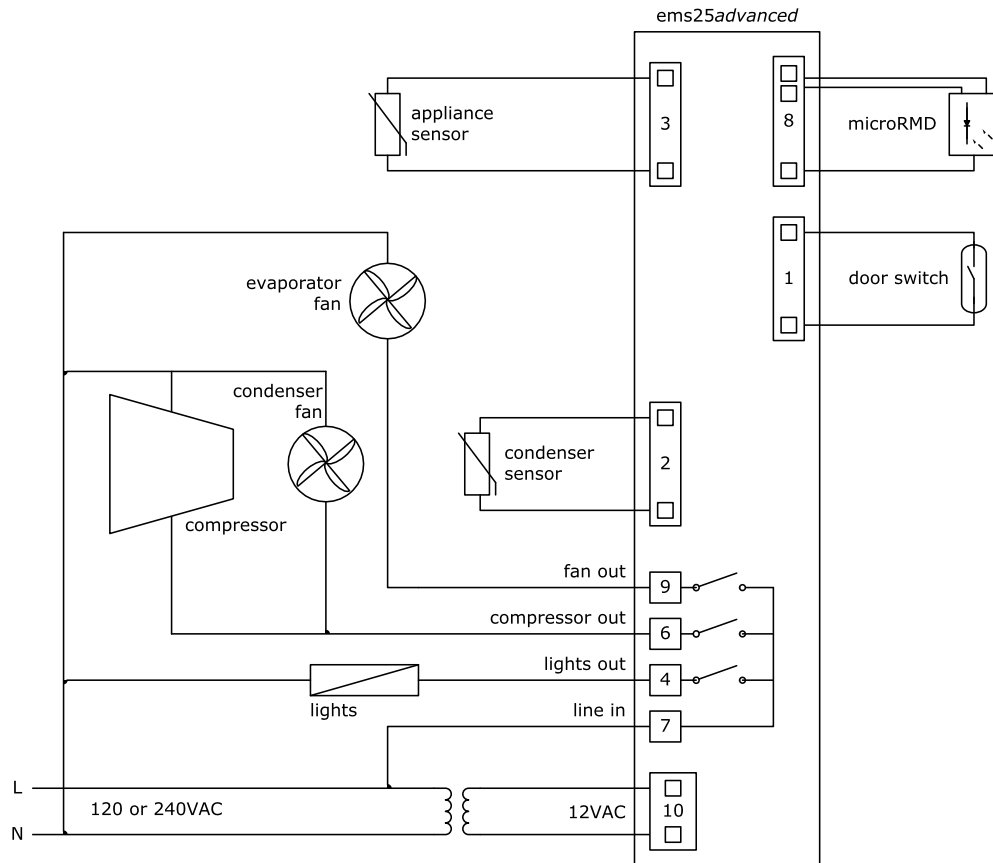 ems25advanced
appliance
sensor
3
8
microRMD
evaporator
fan
1
door switch
condenser
fan
condenser
sensor
2
compressor
fan out
9
compressor out
6
lights out
4
lights
line in
7
L
120 or 240VAC
12VAC
10
N